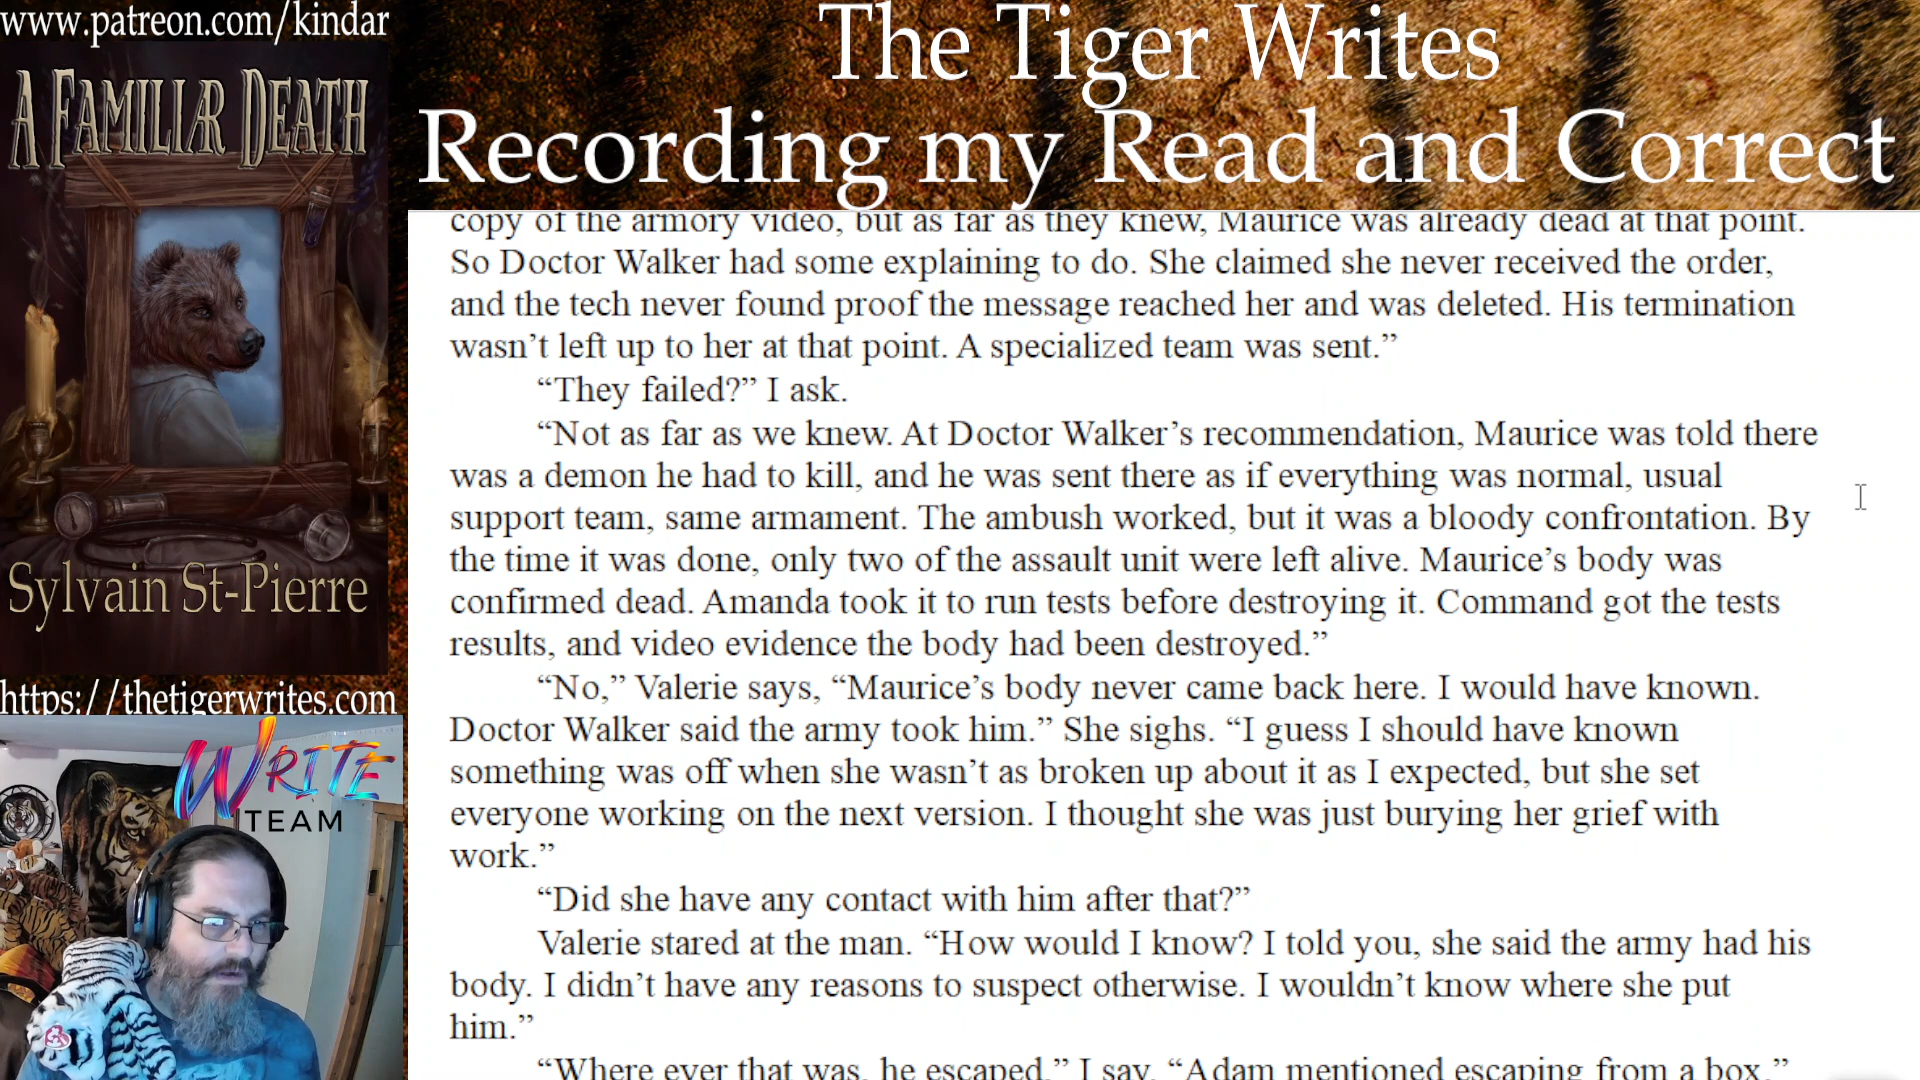 www.patreon.com/kindar
A FAMILIAR DEATH
Sylvain St-Pierre
https://thetigerwrites.com
WRITE
TEAM
The Tiger Writes
Recording my Read and Correct
copy of the armory video, but as far as they knew, Maurice was already dead at that point.
So Doctor Walker had some explaining to do. She claimed she never received the order,
and the tech never found proof the message reached her and was deleted. His termination
wasn’t left up to her at that point. A specialized team was sent.”
“They failed?” I ask.
“Not as far as we knew. At Doctor Walker’s recommendation, Maurice was told there
was a demon he had to kill, and he was sent there as if everything was normal, usual
support team, same armament. The ambush worked, but it was a bloody confrontation. By
the time it was done, only two of the assault unit were left alive. Maurice’s body was
confirmed dead. Amanda took it to run tests before destroying it. Command got the tests
results, and video evidence the body had been destroyed.”
“No,” Valerie says, “Maurice’s body never came back here. I would have known.
Doctor Walker said the army took him.” She sighs. “I guess I should have known
something was off when she wasn’t as broken up about it as I expected, but she set
everyone working on the next version. I thought she was just burying her grief with
work.”
“Did she have any contact with him after that?”
Valerie stared at the man. “How would I know? I told you, she said the army had his
body. I didn’t have any reasons to suspect otherwise. I wouldn’t know where she put
him.”
“Where ever that was, he escaped,” I say. “Adam mentioned escaping from a box.”